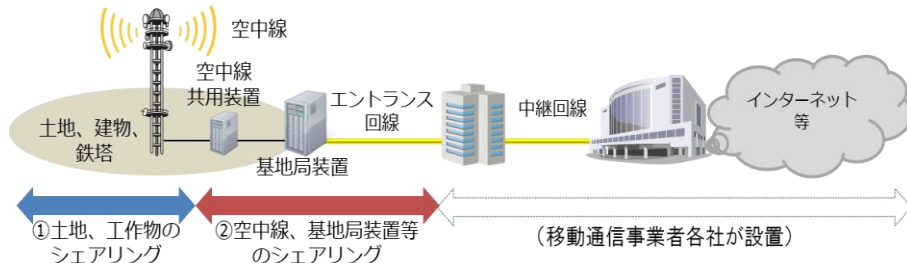 空中線
空中線
共用装置
エントランス
回線
中継回線
インターネット
等
土地、建物、
鉄塔
基地局装置
①土地、工作物の
シェアリング
②空中線、基地局装置等
のシェアリング
（移動通信事業者各社が設置）